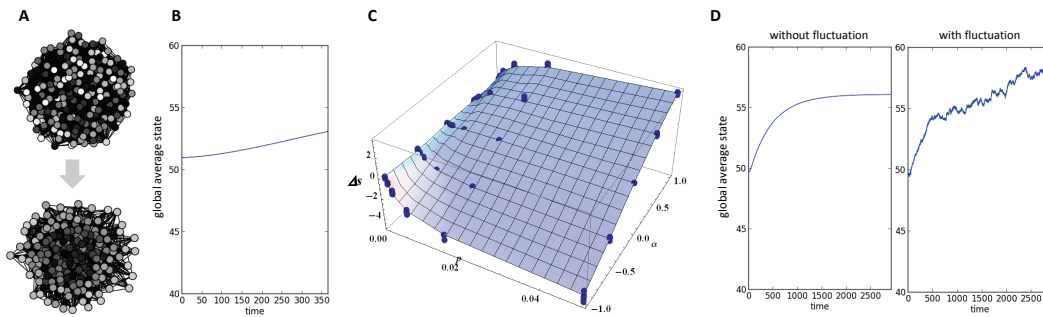 A
B
60
55
50
45
40
global average state
0 50 100 150 200 250 300 350
time
C
2
0
−2
−4
Δs
0.00
0.02
0.04
p
1.0
0.5
0.0
−0.5
−1.0
α
D
without fluctuation
60
55
50
45
40
global average state
0 500 1000 1500 2000 2500
time
with fluctuation
60
55
50
45
40
0 500 1000 1500 2000 2500
time